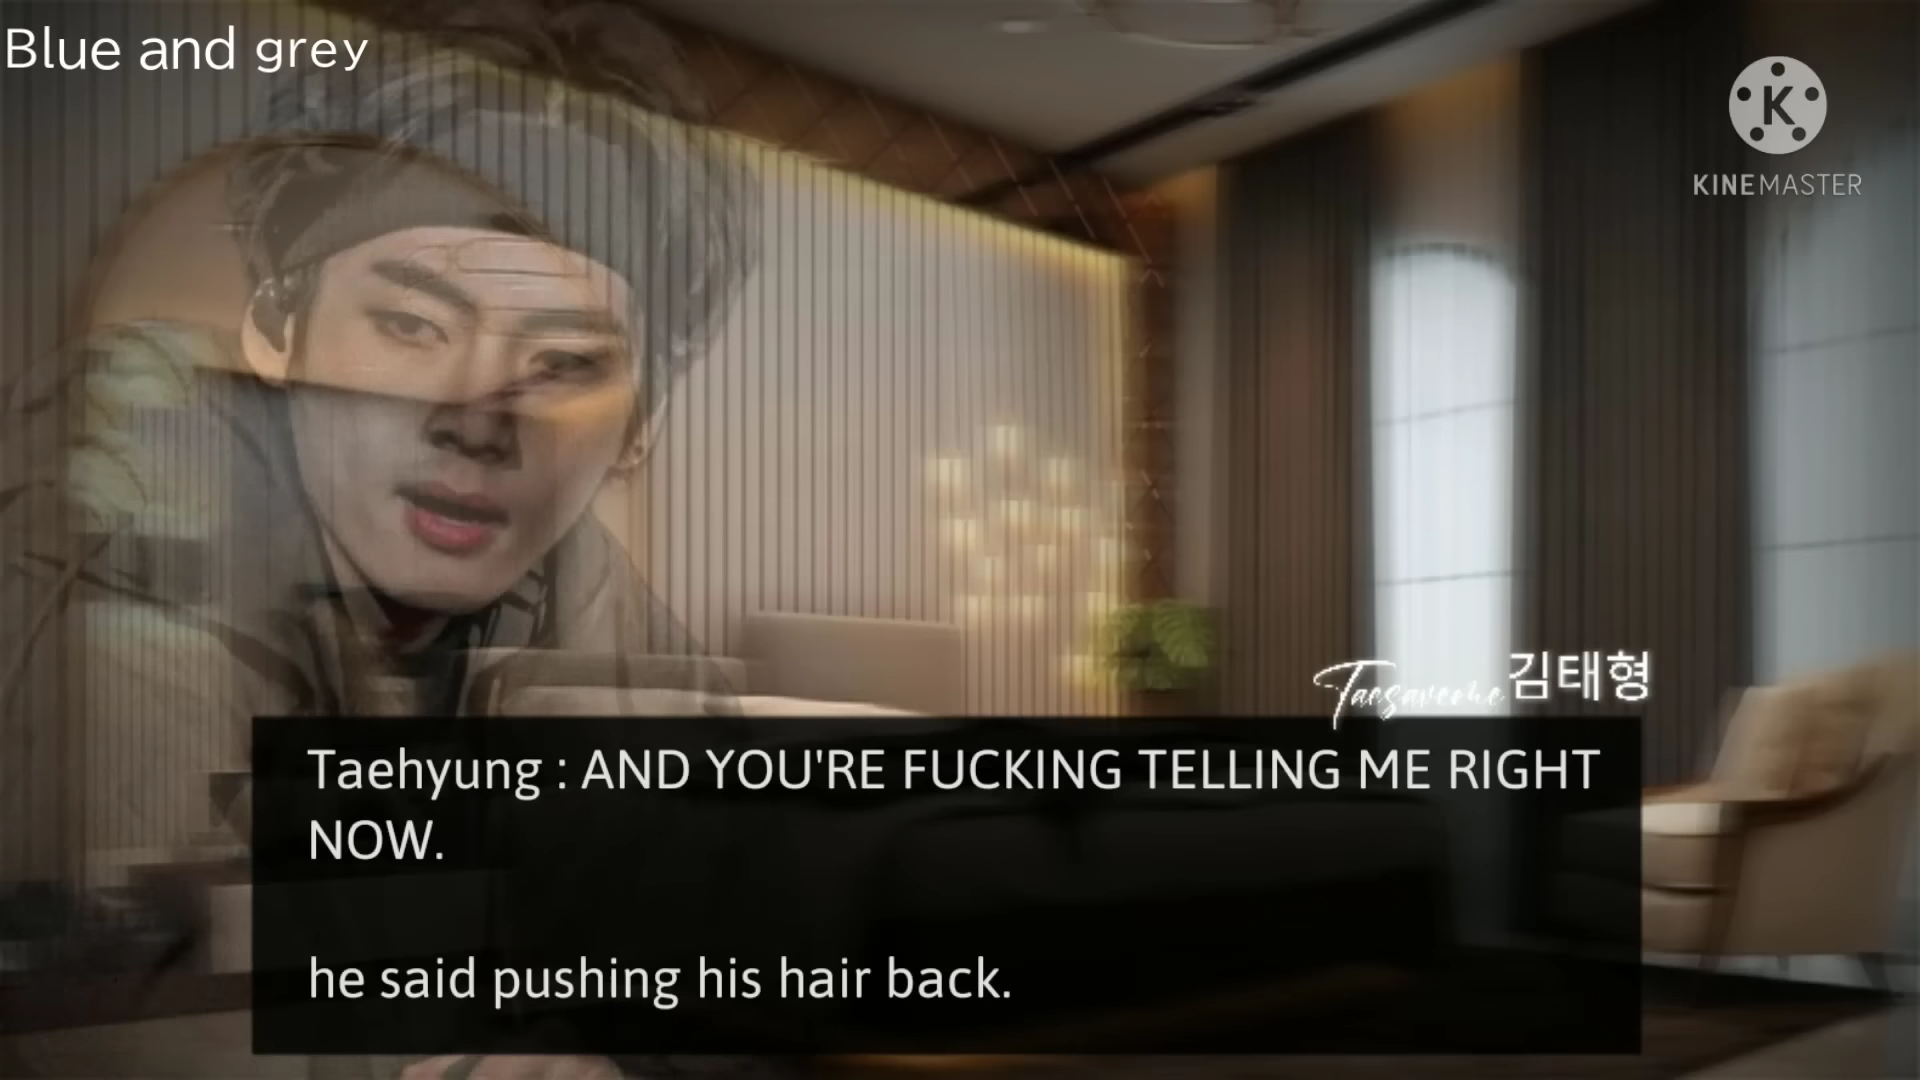 Blue and grey
K
KINEMASTER
Taesaveme 김태형
Taehyung : AND YOU'RE FUCKING TELLING ME RIGHT
NOW.
he said pushing his hair back.